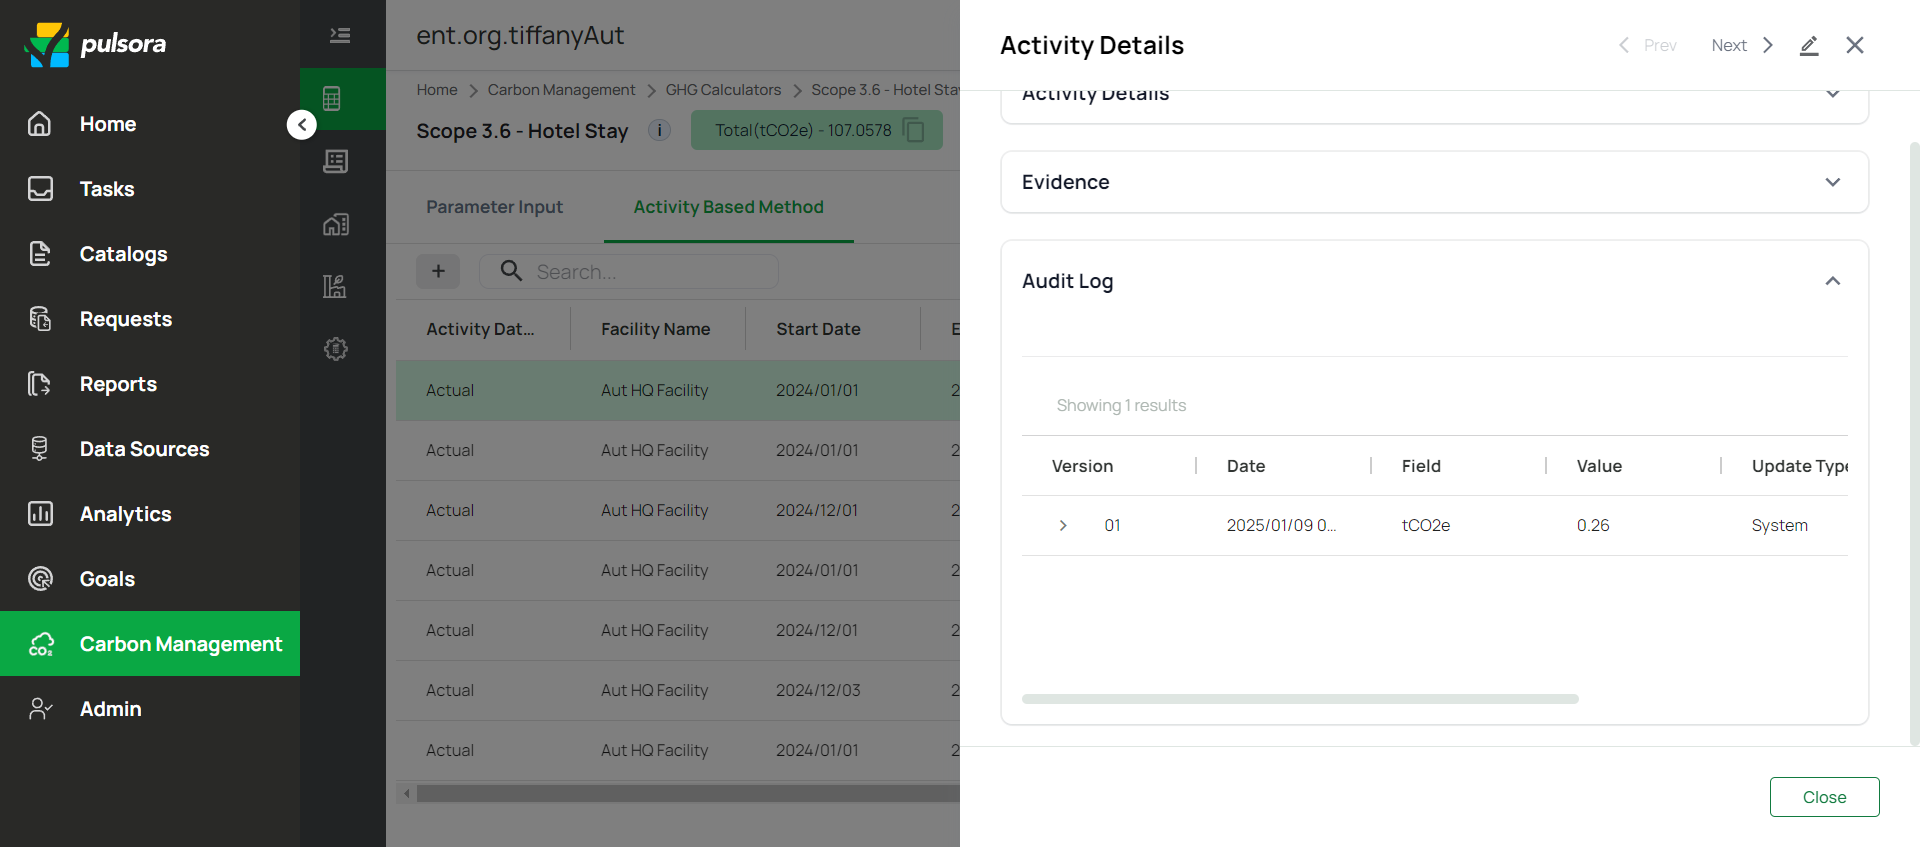 pulsora
Home
Tasks
Catalogs
Requests
Reports
Data Sources
Analytics
Goals
Carbon Management
Admin
ent.org.tiffanyAut
Home > Carbon Management > GHG Calculators > Scope 3.6 - Hotel Sta
Scope 3.6 - Hotel Stay i Total(tCO2e) - 107.0578
Parameter Input Activity Based Method
+ Search...
Activity Dat... Facility Name Start Date E
Actual Aut HQ Facility 2024/01/01 2
Actual Aut HQ Facility 2024/01/01 2
Actual Aut HQ Facility 2024/12/01 2
Actual Aut HQ Facility 2024/01/01 2
Actual Aut HQ Facility 2024/12/01 2
Actual Aut HQ Facility 2024/12/03 2
Actual Aut HQ Facility 2024/01/01 2
Activity Details
Prev Next
Activity Details
Evidence
Audit Log
Showing 1 results
Version Date Field Value Update Type
01 2025/01/09 0... tCO2e 0.26 System
Close